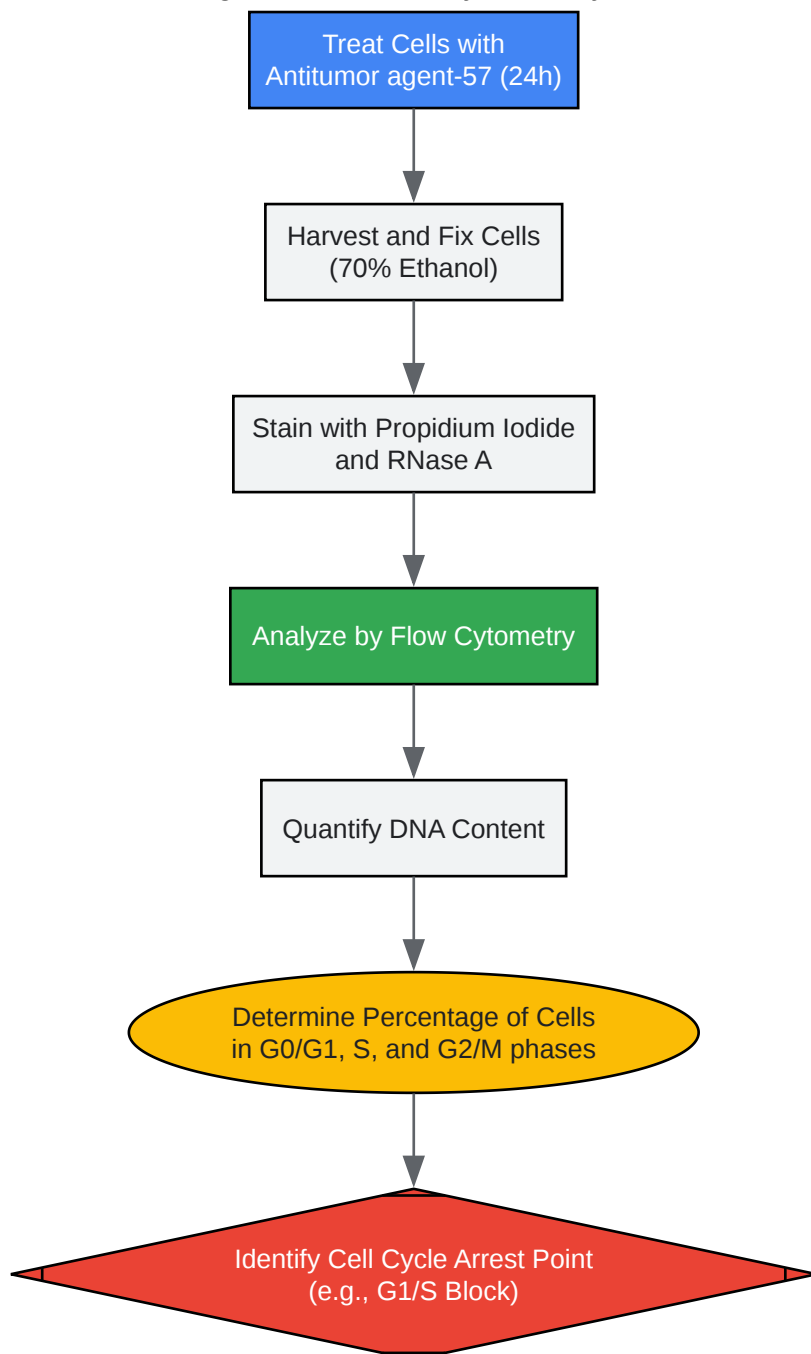 Treat Cells with
Antitumor agent-57 (24h)
Harvest and Fix Cells
(70% Ethanol)
Stain with Propidium Iodide
and RNase A
Analyze by Flow Cytometry
Quantify DNA Content
Determine Percentage of Cells
in G0/G1, S, and G2/M phases
Identify Cell Cycle Arrest Point
(e.g., G1/S Block)